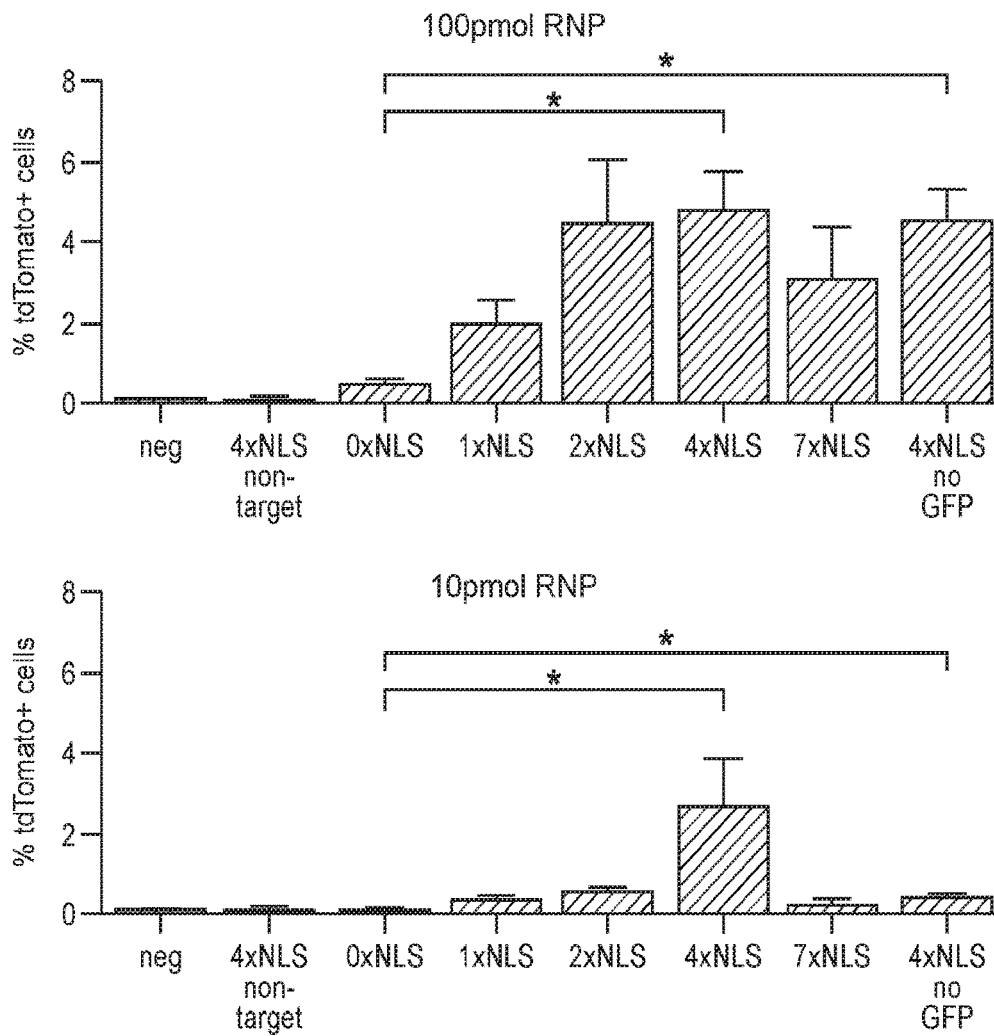 100pmol RNP
% tdTomato+ cells
8
6
4
2
0
*
*
neg 4xNLS 0xNLS 1xNLS 2xNLS 4xNLS 7xNLS 4xNLS
non- no
target GFP
10pmol RNP
% tdTomato+ cells
8
6
4
2
0
*
*
neg 4xNLS 0xNLS 1xNLS 2xNLS 4xNLS 7xNLS 4xNLS
non- no
target GFP